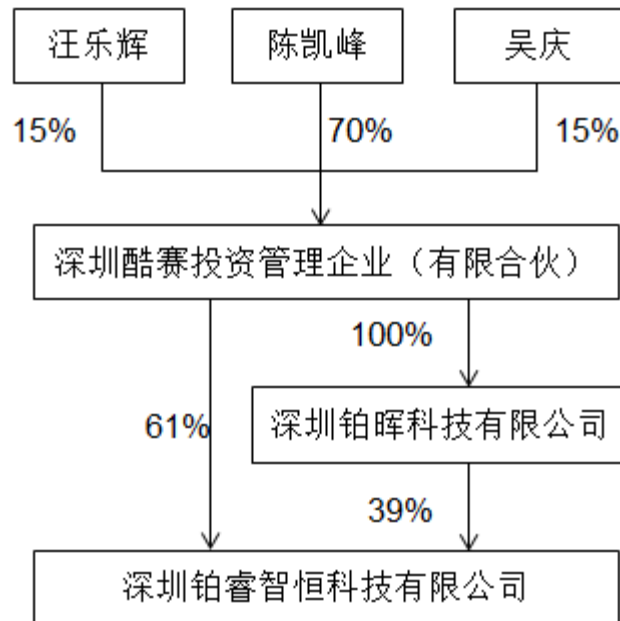 汪乐辉
陈凯峰
吴庆
15%
70%
15%
深圳酷赛投资管理企业（有限合伙）
100%
深圳铂晖科技有限公司
61%
39%
深圳铂睿智恒科技有限公司